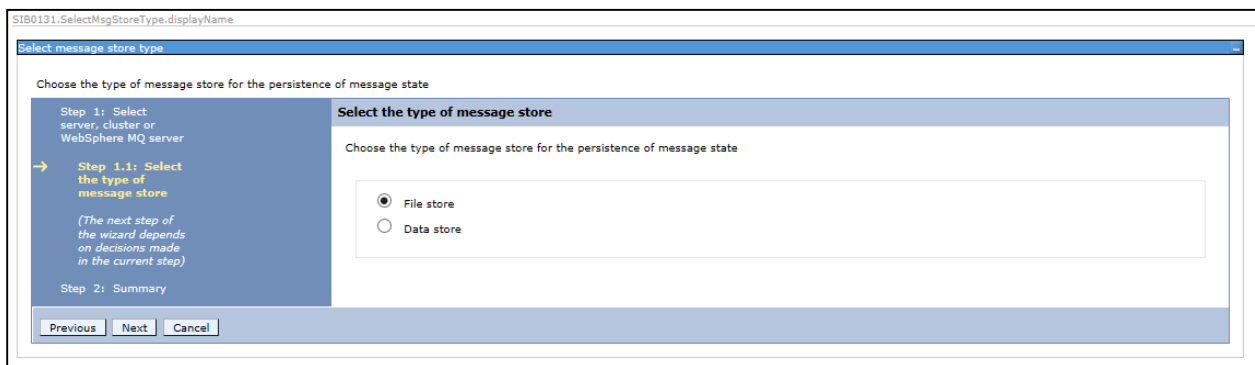 SIB0131.SelectMsgStoreType.displayName
Select message store type
Choose the type of message store for the persistence of message state
Step 1: Select
server, cluster or
WebSphere MQ server
Step 1.1: Select
the type of
message store
(The next step of
the wizard depends
on decisions made
in the current step)
Step 2: Summary
Select the type of message store
Choose the type of message store for the persistence of message state
File store
Data store
Previous Next Cancel